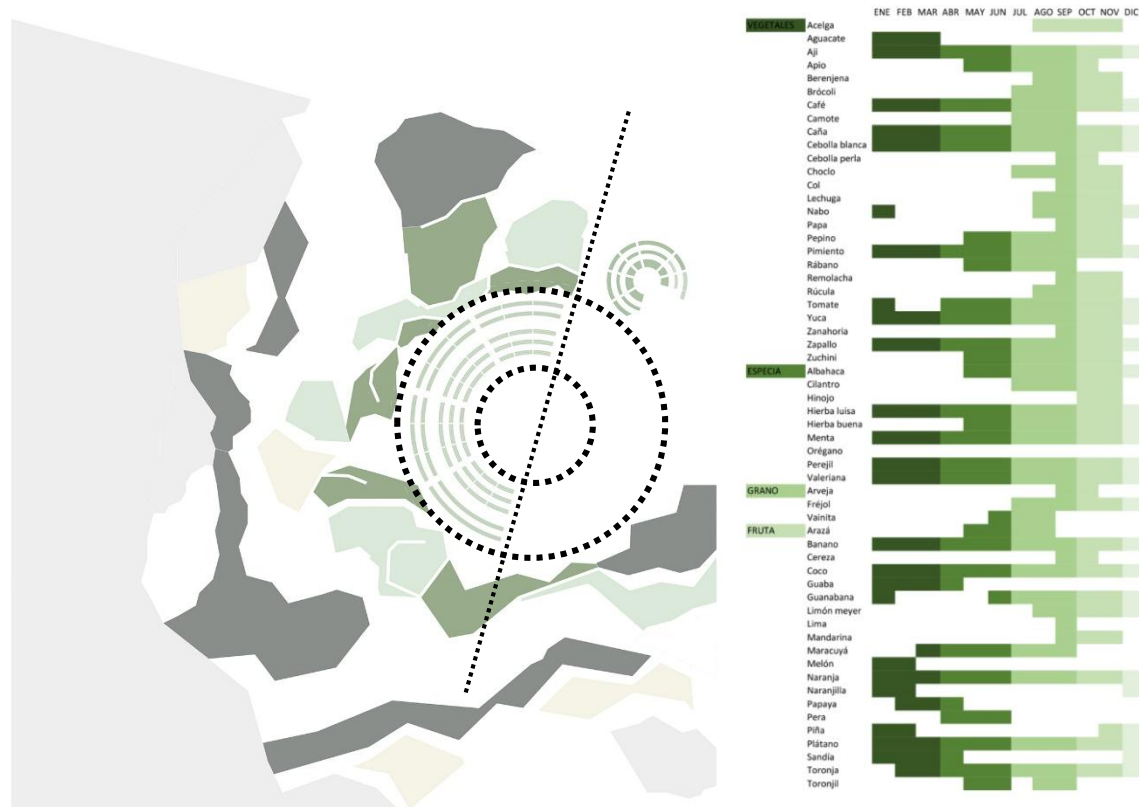 ENE FEB MAR ABR MAY JUN JUL AGO SEP OCT NOV DIC
VEGETALES Acelga
Aguacate
Aji
Apio
Berenjena
Brócoli
Café
Camote
Caña
Cebolla blanca
Cebolla perla
Choclo
Col
Lechuga
Nabo
Papa
Pepino
Pimiento
Rábano
Remolacha
Rúcula
Tomate
Yuca
Zanahoria
Zapallo
Zuchini
ESPECIA Albahaca
Cilantro
Hinojo
Hierba luisa
Hierba buena
Menta
Orégano
Perejil
Valeriana
GRANO Arveja
Fréjol
Vainita
FRUTA Arazá
Banano
Cereza
Coco
Guaba
Guanabana
Limón meyer
Lima
Mandarina
Maracuyá
Melón
Naranja
Naranjilla
Papaya
Pera
Piña
Plátano
Sandía
Toronja
Toronjil